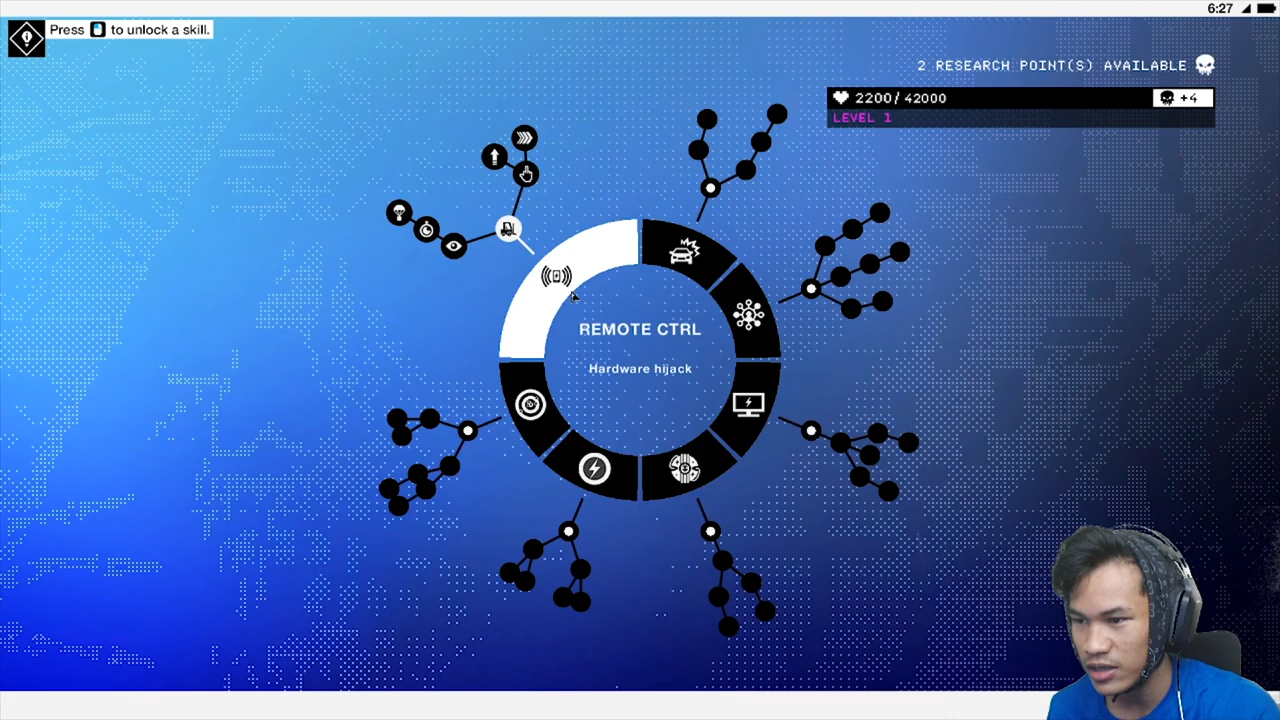 6:27
Press to unlock a skill.
2 RESEARCH POINT(S) AVAILABLE
2200/ 42000
+4
LEVEL 1
REMOTE CTRL
Hardware hijack